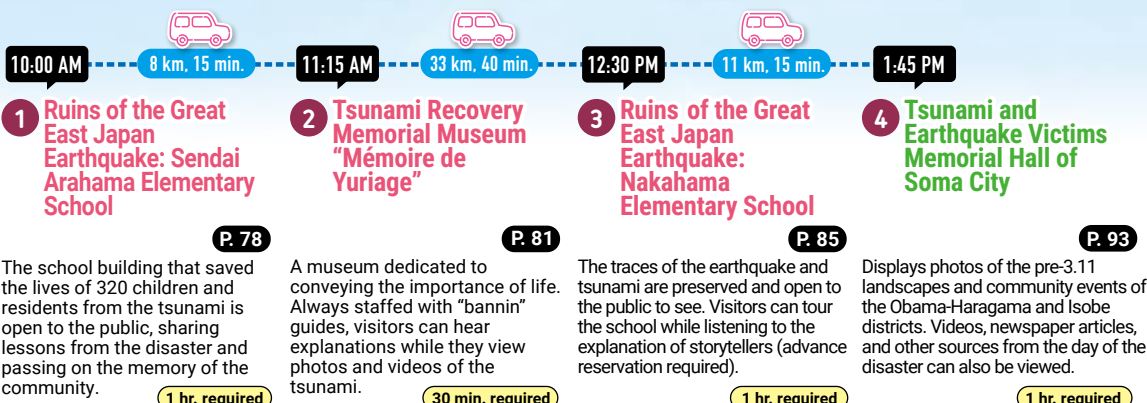 10:00 AM
8 km, 15 min.
11:15 AM
33 km, 40 min.
12:30 PM
11 km, 15 min.
1:45 PM
1
Ruins of the Great
East Japan
Earthquake: Sendai
Arahama Elementary
School
P. 78
The school building that saved
the lives of 320 children and
residents from the tsunami is
open to the public, sharing
lessons from the disaster and
passing on the memory of the
community.
1 hr. required
2
Tsunami Recovery
Memorial Museum
“Mémoire de
Yuriage”
P. 81
A museum dedicated to
conveying the importance of life.
Always staffed with “bannin”
guides, visitors can hear
explanations while they view
photos and videos of the
tsunami.
30 min. required
3
Ruins of the Great
East Japan
Earthquake:
Nakahama
Elementary School
P. 85
The traces of the earthquake and
tsunami are preserved and open to
the public to see. Visitors can tour
the school while listening to the
explanation of storytellers (advance
reservation required).
1 hr. required
4
Tsunami and
Earthquake Victims
Memorial Hall of
Soma City
P. 93
Displays photos of the pre-3.11
landscapes and community events of
the Obama-Haragama and Isobe
districts. Videos, newspaper articles,
and other sources from the day of the
disaster can also be viewed.
1 hr. required